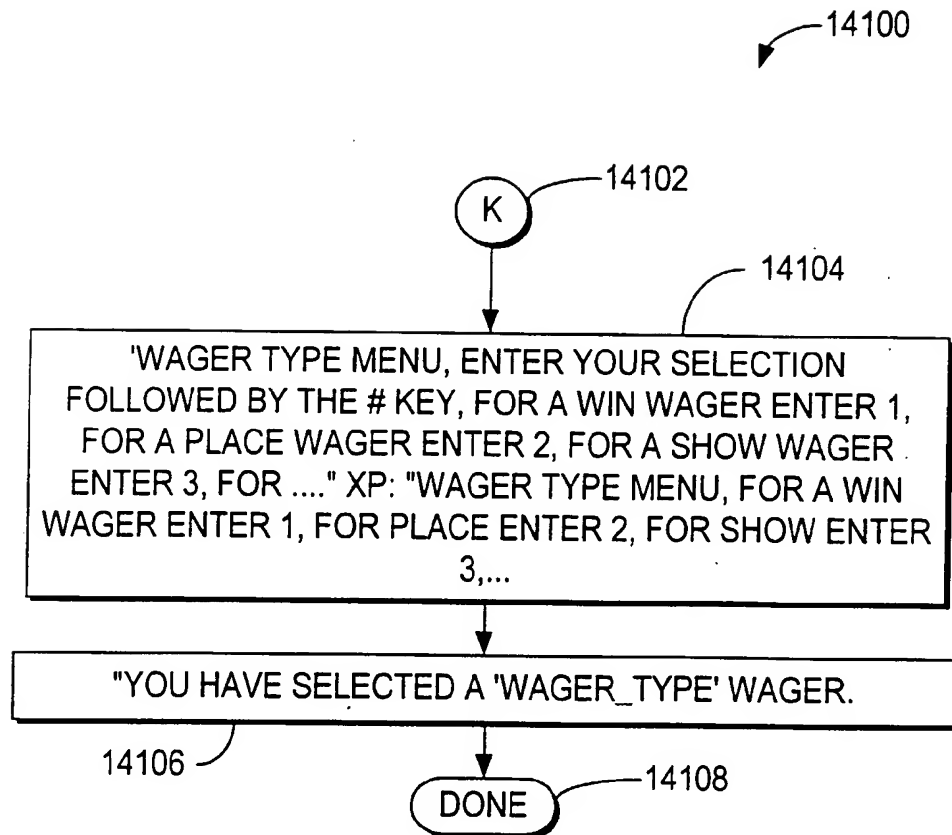 14100
14102
K
14104
'WAGER TYPE MENU, ENTER YOUR SELECTION
FOLLOWED BY THE # KEY, FOR A WIN WAGER ENTER 1,
FOR A PLACE WAGER ENTER 2, FOR A SHOW WAGER
ENTER 3, FOR ...." XP: "WAGER TYPE MENU, FOR A WIN
WAGER ENTER 1, FOR PLACE ENTER 2, FOR SHOW ENTER
3,...
"YOU HAVE SELECTED A 'WAGER_TYPE' WAGER.
14106
14108
DONE